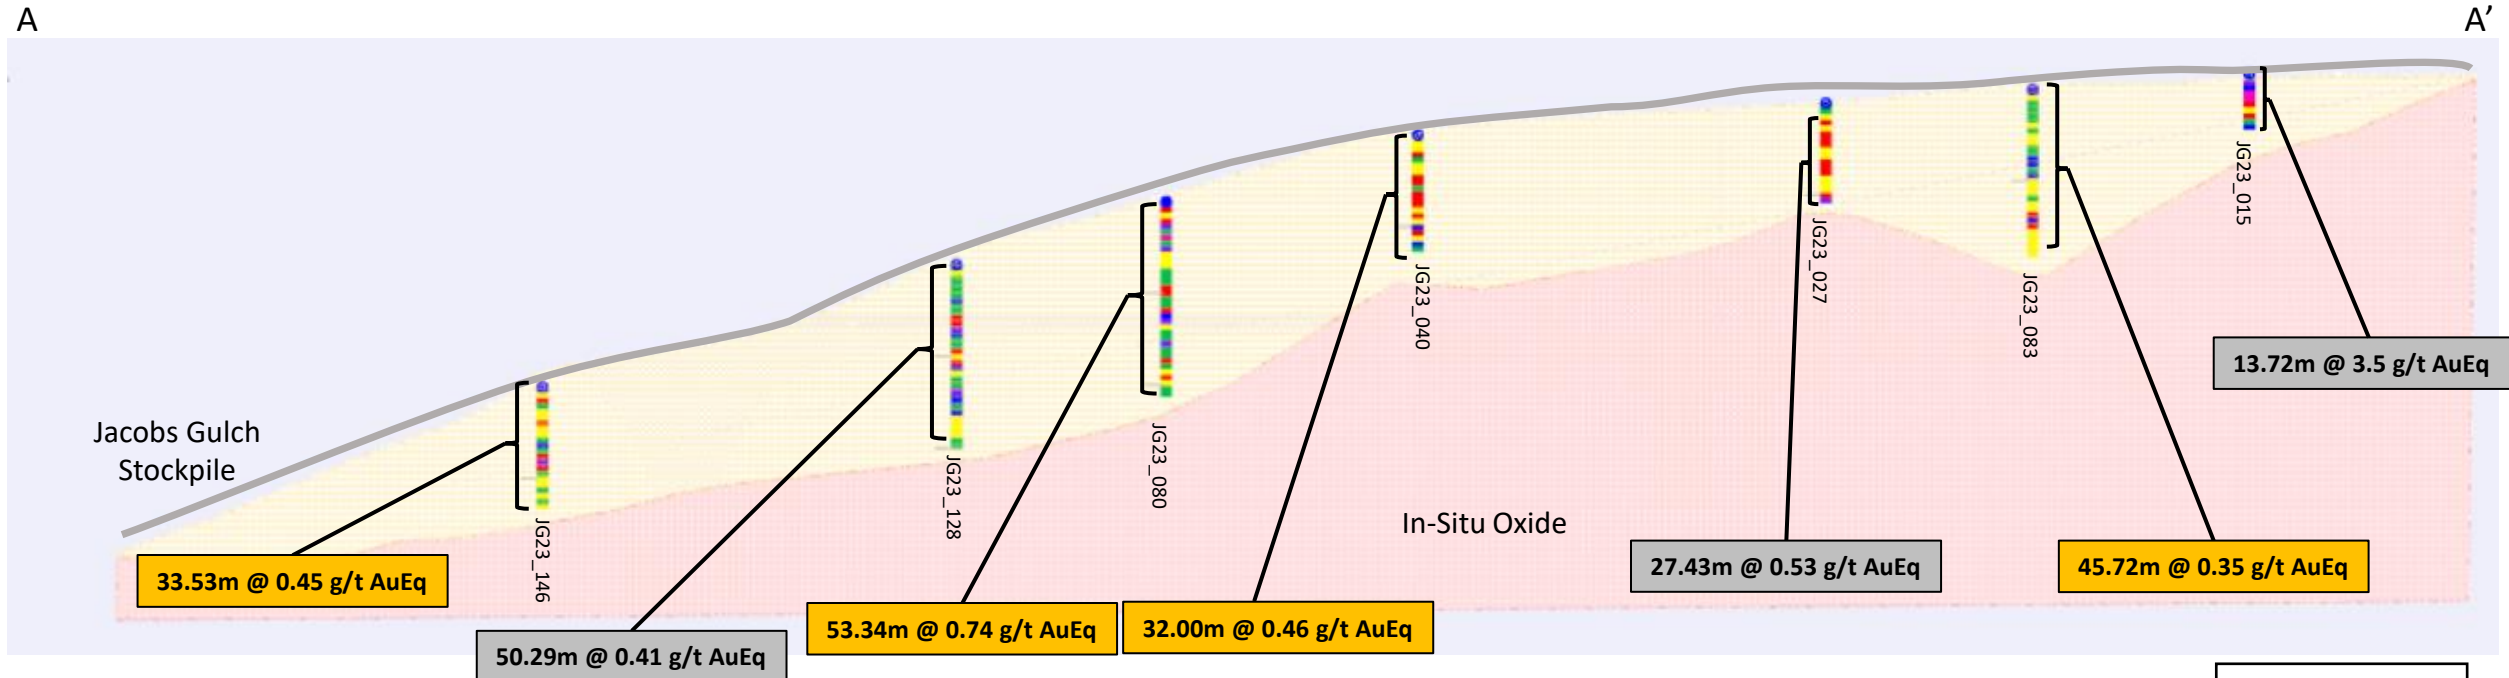 A
A’
JG23_015
JG23_027
JG23_040
JG23_083
13.72m @ 3.5 g/t AuEq
Jacobs Gulch
Stockpile
JG23_080
JG23_128
JG23_146
In-Situ Oxide
33.53m @ 0.45 g/t AuEq
27.43m @ 0.53 g/t AuEq
45.72m @ 0.35 g/t AuEq
53.34m @ 0.74 g/t AuEq
32.00m @ 0.46 g/t AuEq
50.29m @ 0.41 g/t AuEq